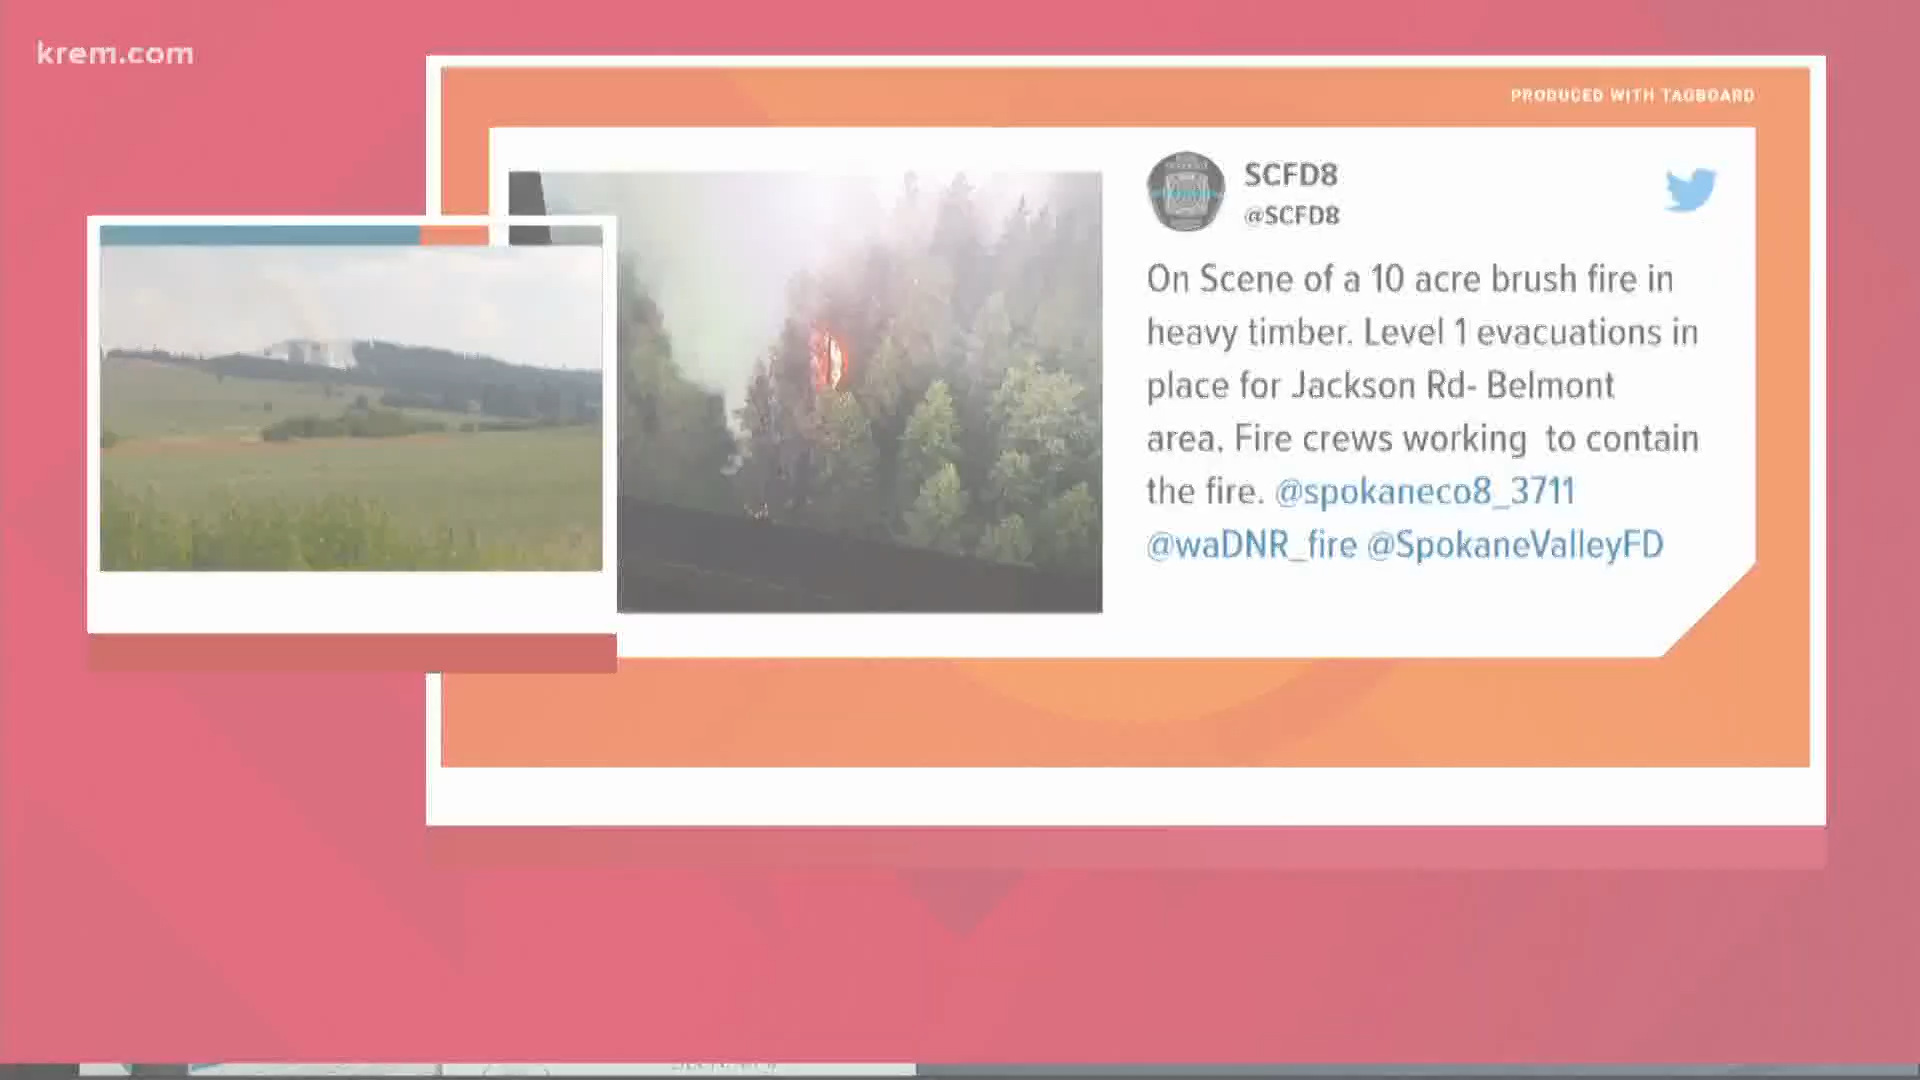 krem.com
PRODUCED WITH TAGBOARD
SCFD8
@SCFD8
On Scene of a 10 acre brush fire in
heavy timber. Level 1 evacuations in
place for Jackson Rd- Belmont
area. Fire crews working to contain
the fire. @spokaneco8_3711
@waDNR_fire @SpokaneValleyFD